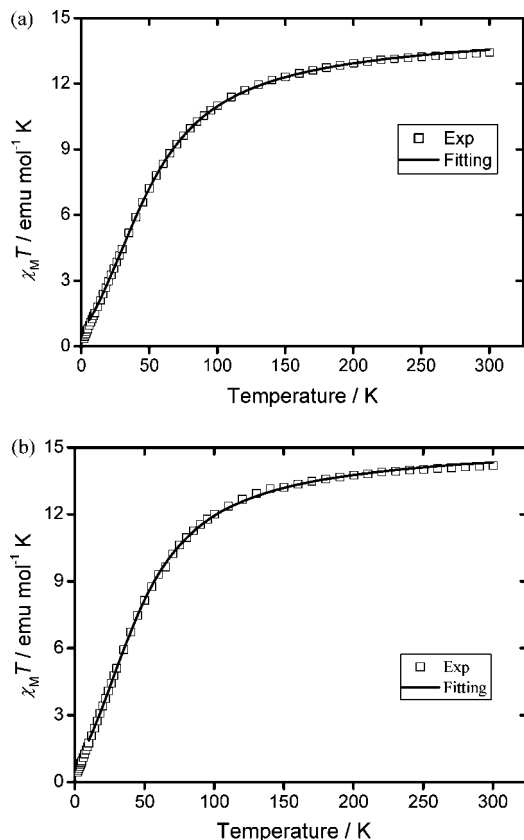 (a)
15
12
9
6
3
0
χMT / emu mol⁻¹ K
Exp
Fitting
0 50 100 150 200 250 300
Temperature / K
(b)
15
12
9
6
3
0
χMT / emu mol⁻¹ K
Exp
Fitting
0 50 100 150 200 250 300
Temperature / K